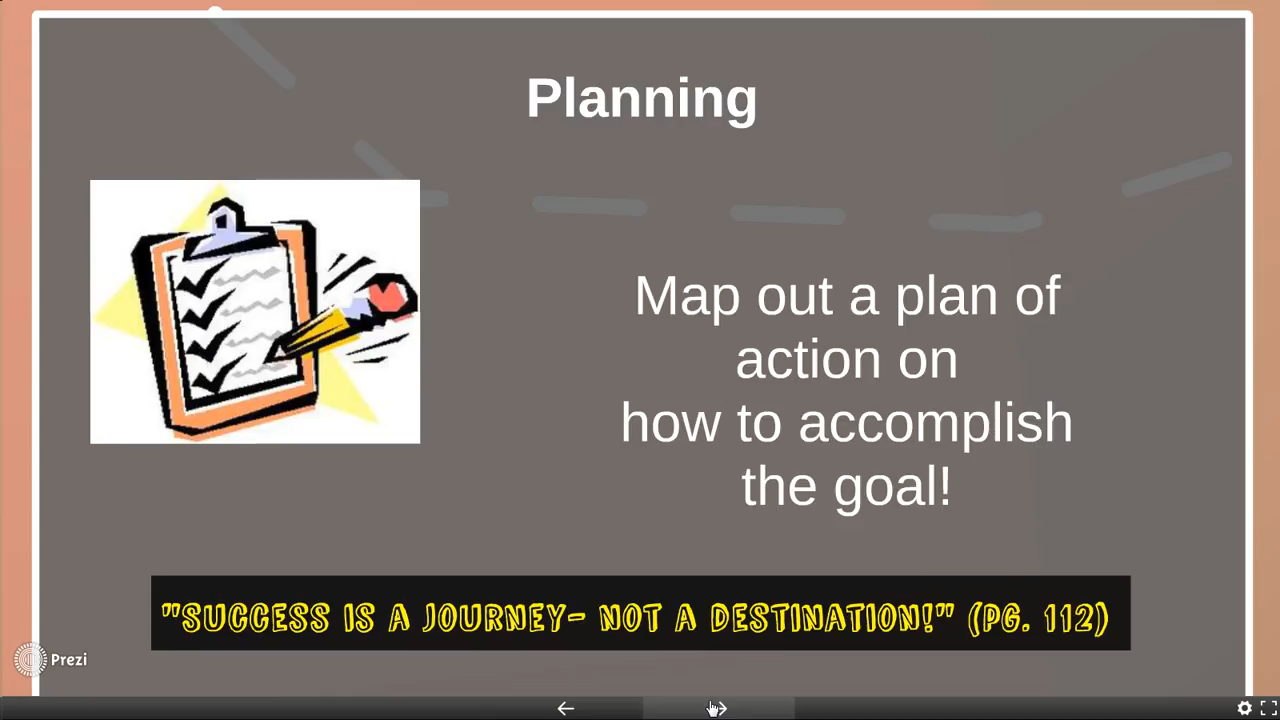 Planning
Map out a plan of
action on
how to accomplish
the goal!
"SUCCESS IS A JOURNEY- NOT A DESTINATION!" (PG. 112)
Prezi